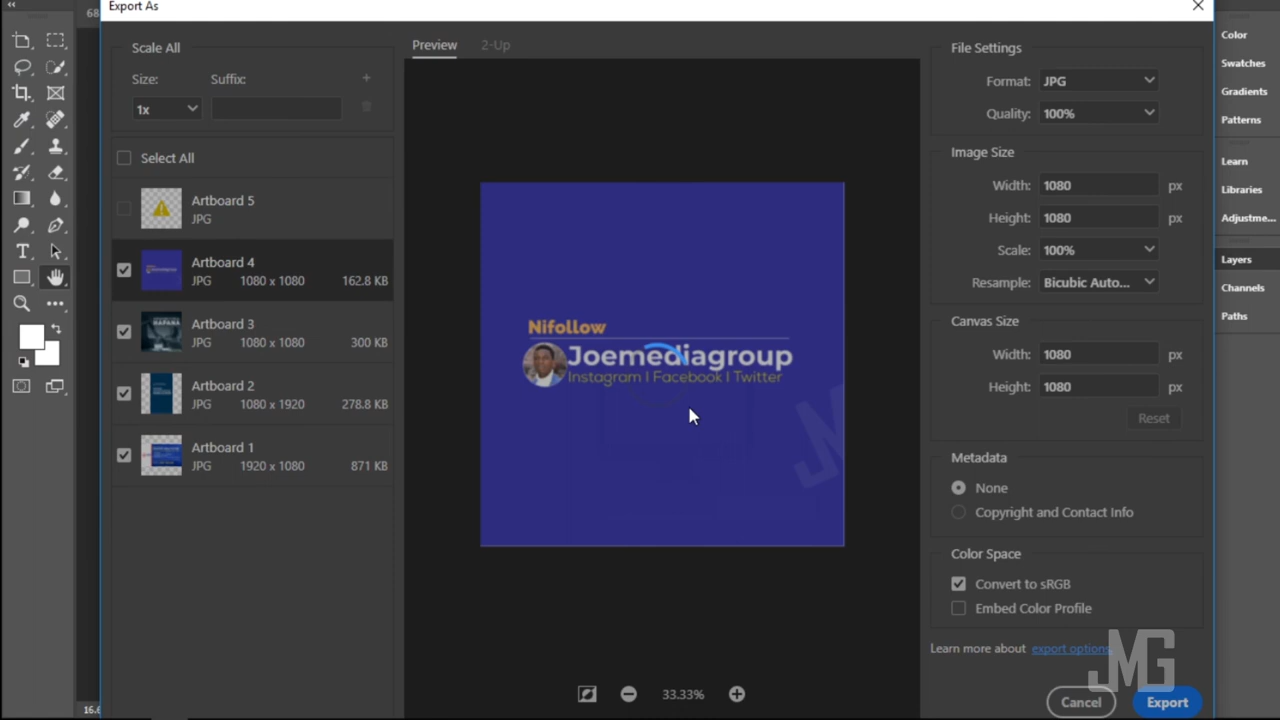 Export As
68
Scale All
Size:
Suffix:
1x
Select All
Artboard 5
JPG
Artboard 4
JPG 1080 x 1080 162.8 KB
Artboard 3
JPG 1080 x 1080 300 KB
Artboard 2
JPG 1080 x 1920 278.8 KB
Artboard 1
JPG 1920 x 1080 871 KB
Preview
2-Up
Nifollow
Joemediagroup
Instagram | Facebook | Twitter
33.33%
File Settings
Format: JPG
Quality: 100%
Image Size
Width: 1080 px
Height: 1080 px
Scale: 100%
Resample: Bicubic Auto...
Canvas Size
Width: 1080 px
Height: 1080 px
Reset
Metadata
None
Copyright and Contact Info
Color Space
Convert to sRGB
Embed Color Profile
Learn more about export options
JMG
Cancel
Export
Color
Swatches
Gradients
Patterns
Learn
Libraries
Adjustme...
Layers
Channels
Paths